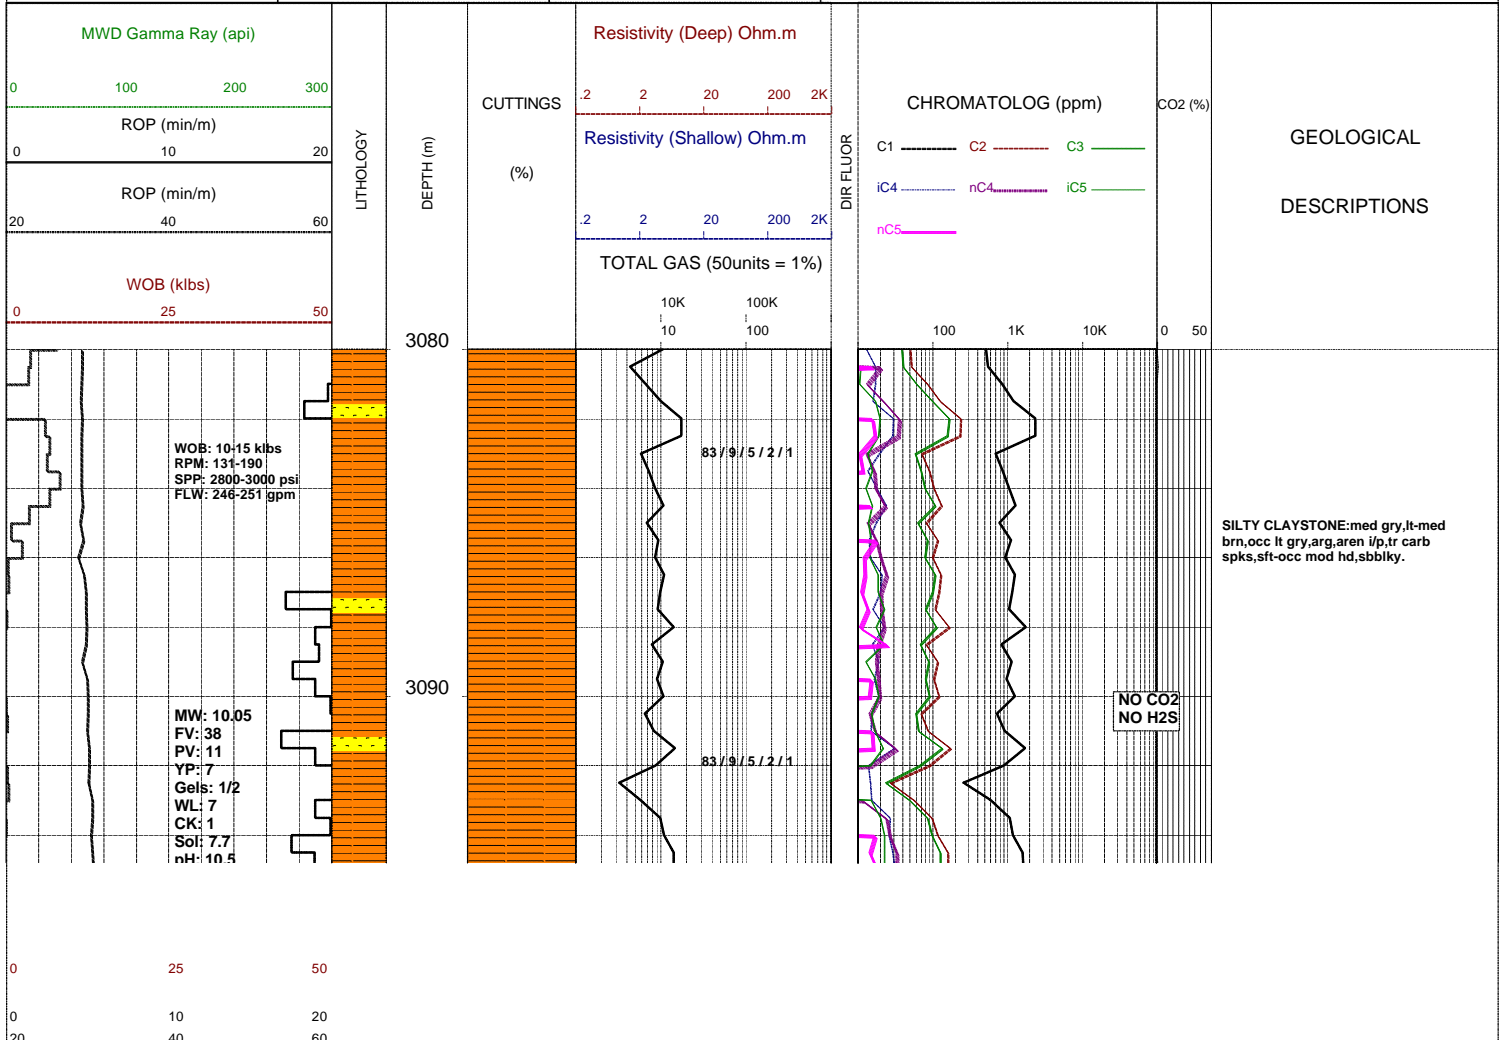 MWD Gamma Ray (api)
0 100 200 300
ROP (min/m)
0 10 20
ROP (min/m)
20 40 60
WOB (klbs)
0 25 50
LITHOLOGY
DEPTH (m)
CUTTINGS
(%)
Resistivity (Deep) Ohm.m
.2 2 20 200 2K
Resistivity (Shallow) Ohm.m
.2 2 20 200 2K
TOTAL GAS (50units = 1%)
10K 100K
10 100
DIR FLUOR
CHROMATOLOG (ppm)
C1 C2 C3
iC4 nC4 iC5
nC5
100 1K 10K
CO2 (%)
0 50
GEOLOGICAL
DESCRIPTIONS
3080
WOB: 10-15 klbs
RPM: 131-190
SPP: 2800-3000 psi
FLW: 246-251 gpm
83 / 9 / 5 / 2 / 1
SILTY CLAYSTONE:med gry,lt-med
brn,occ lt gry,arg,aren i/p,tr carb
spks,sft-occ mod hd,sbblky.
3090
NO CO2
NO H2S
MW: 10.05
FV: 38
PV: 11
YP: 7
Gels: 1/2
WL: 7
CK: 1
Sol: 7.7
pH: 10.5
83 / 9 / 5 / 2 / 1
0 25 50
0 10 20
20 40 60